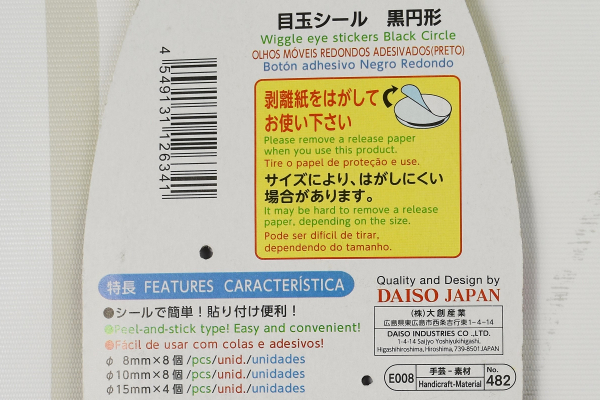 目玉シール 黒円形
Wiggle eye stickers Black Circle
OLHOS MÓVEIS REDONDOS ADESIVADOS(PRETO)
Botón adhesivo Negro Redondo
4 549131 126341
剥離紙をはがして
お使い下さい
Please remove a release paper
when you use this product.
Tire o papel de proteção e use.
サイズにより、はがしにくい
場合があります。
It may be hard to remove a release
paper, depending on the size.
Pode ser difícil de tirar,
dependendo do tamanho.
特長 FEATURES CARACTERÍSTICA
●シールで簡単！貼り付け便利！
●Peel-and-stick type! Easy and convenient!
●Fácil de usar com colas e adesivos!
φ 8mm×8個/pcs/unid./unidades
φ10mm×8個/pcs/unid./unidades
φ15mm×4個/pcs/unid./unidades
Quality and Design by
DAISO JAPAN
(株)大創産業
広島県東広島市西条吉行東1-4-14
DAISO INDUSTRIES CO.,LTD.
1-4-14 Saijyo Yoshiyukihigashi,
Higashihiroshima, Hiroshima, 739-8501 JAPAN
E008 手芸－素材 No.
Handicraft-Material 482